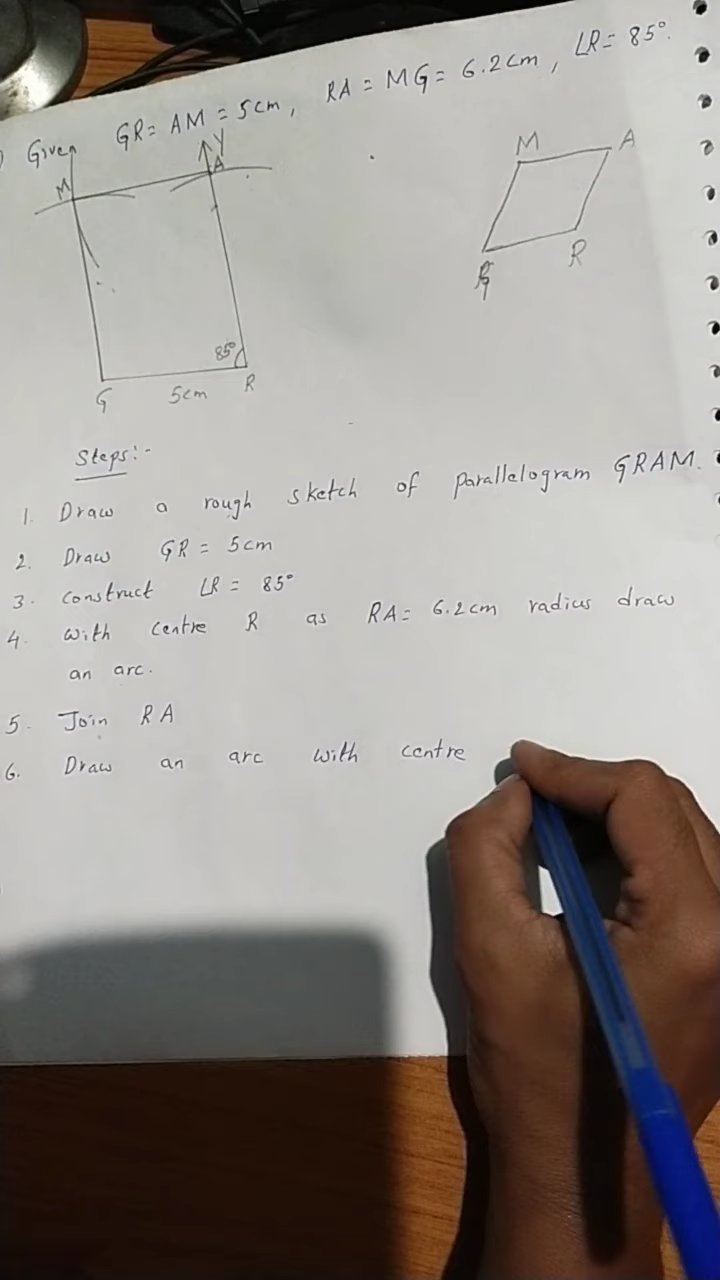 Given GR = AM = 5cm, RA = MG = 6.2cm, LR = 85°.
M A Y
M A
G R
85°
G 5cm R
Steps:-
1. Draw a rough sketch of parallelogram GRAM.
2. Draw GR = 5cm
3. construct LR = 85°
4. with centre R as RA = 6.2cm radius draw
an arc.
5. Join RA
6. Draw an arc with centre